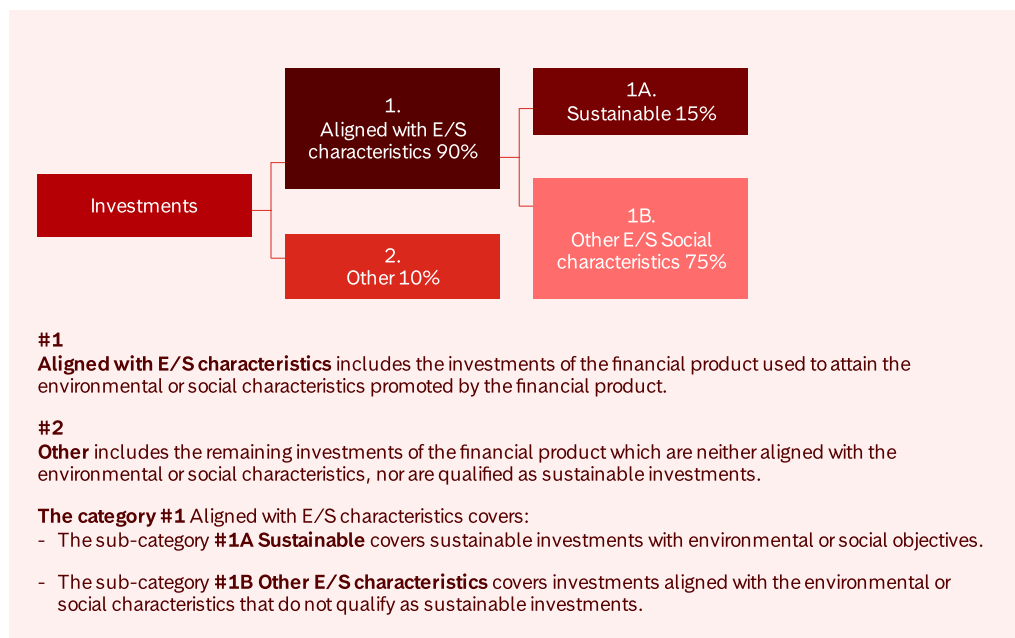 Investments
1.
Aligned with E/S
characteristics 90%
2.
Other 10%
1A.
Sustainable 15%
1B.
Other E/S Social
characteristics 75%
#1
Aligned with E/S characteristics includes the investments of the financial product used to attain the
environmental or social characteristics promoted by the financial product.
#2
Other includes the remaining investments of the financial product which are neither aligned with the
environmental or social characteristics, nor are qualified as sustainable investments.
The category #1 Aligned with E/S characteristics covers:
- The sub-category #1A Sustainable covers sustainable investments with environmental or social objectives.
- The sub-category #1B Other E/S characteristics covers investments aligned with the environmental or
social characteristics that do not qualify as sustainable investments.